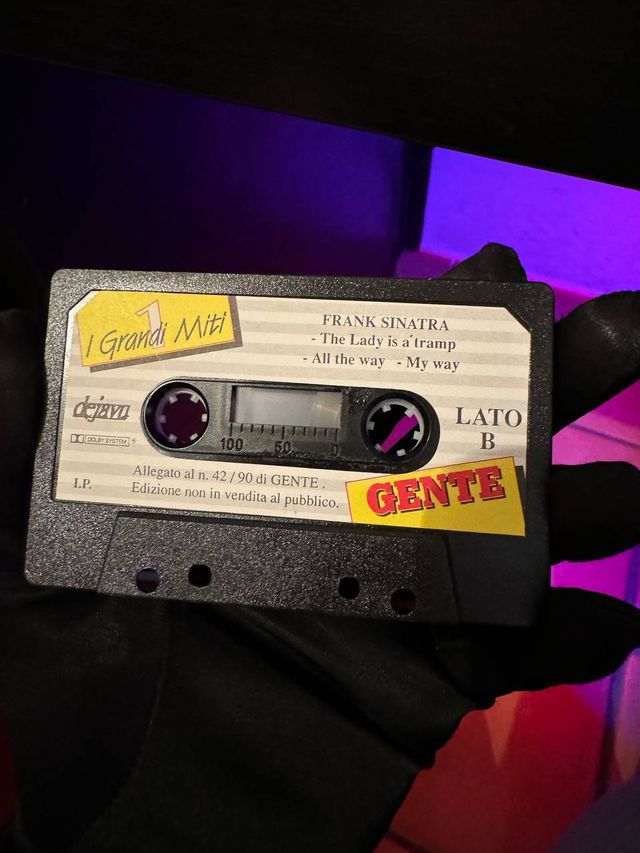 1
I Grandi Miti
FRANK SINATRA
- The Lady is a tramp
- All the way - My way
dejavu
DOLBY SYSTEM
LATO
B
100 50 0
I.P.
Allegato al n. 42 / 90 di GENTE .
Edizione non in vendita al pubblico.
GENTE